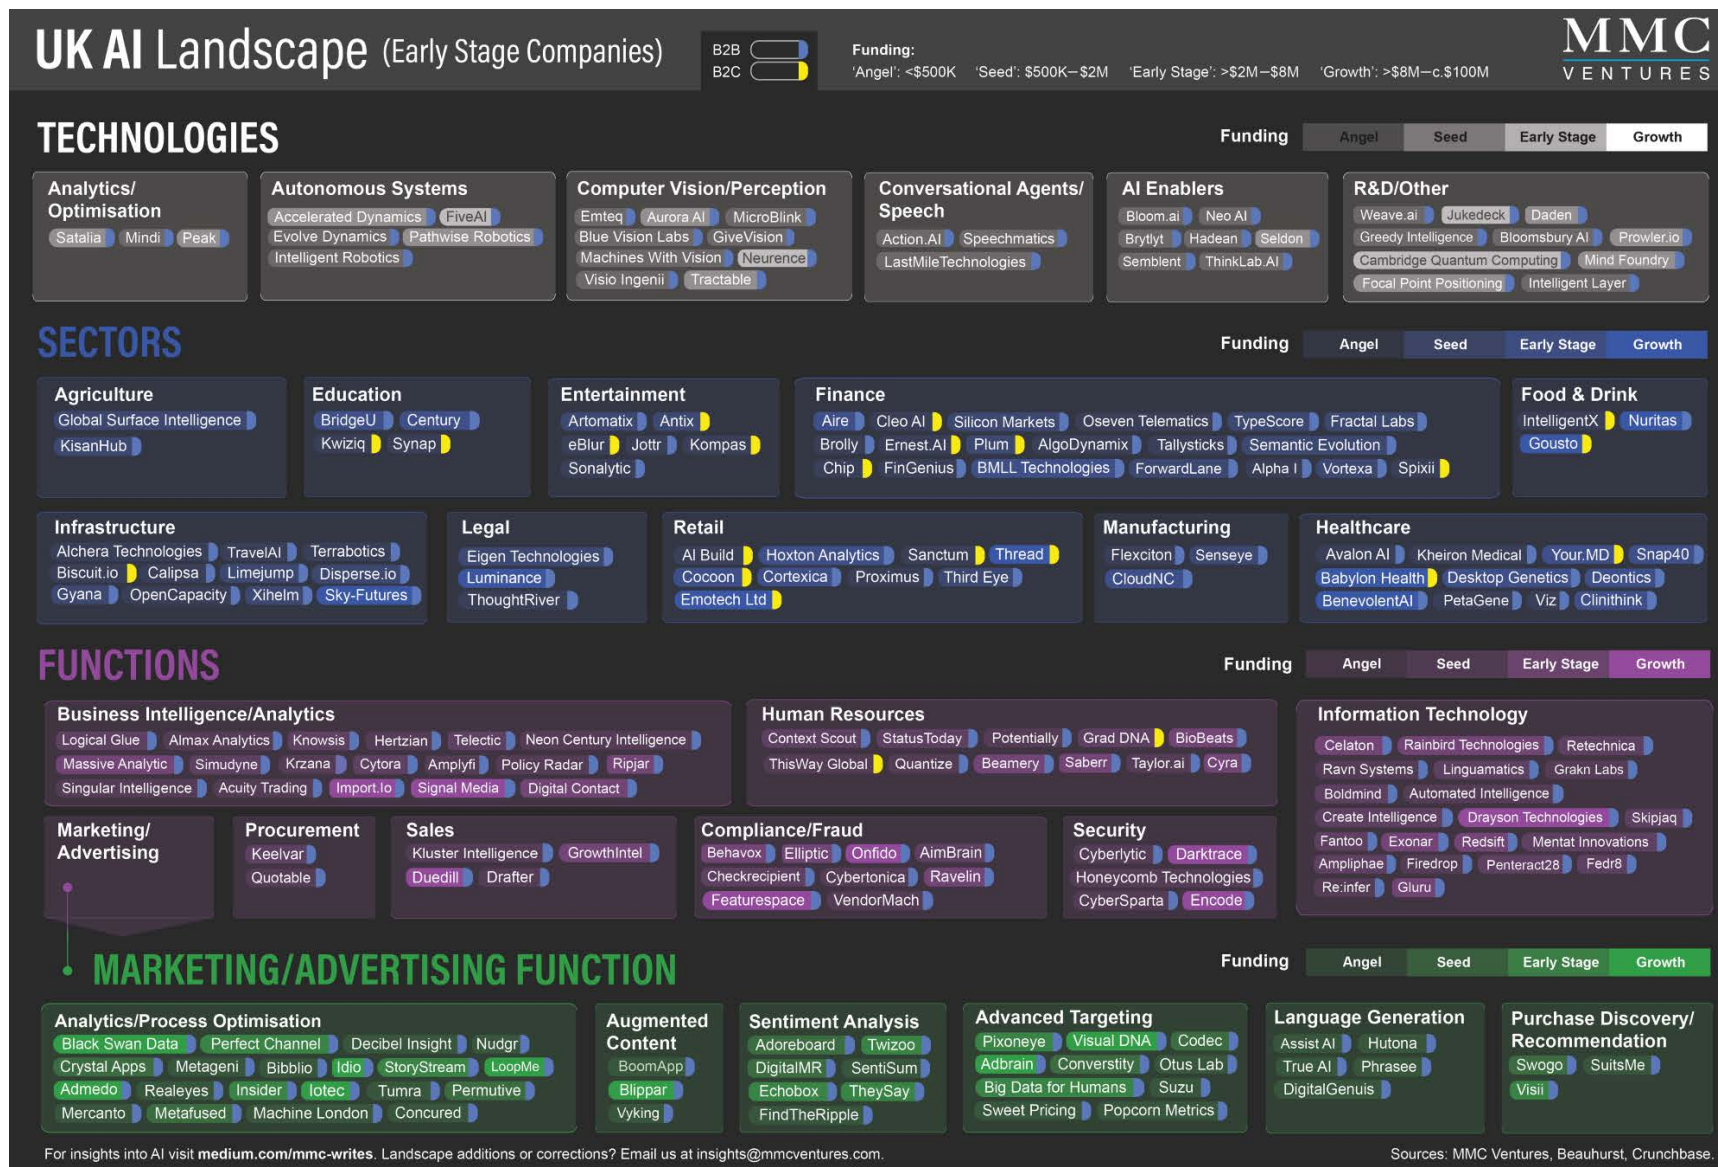 UK AI Landscape (Early Stage Companies)
B2B
B2C
Funding:
'Angel': <$500K 'Seed': $500K–$2M 'Early Stage': >$2M–$8M 'Growth': >$8M–c.$100M
MMC
VENTURES
TECHNOLOGIES
Funding Angel Seed Early Stage Growth
Analytics/
Optimisation
Satalia Mindi Peak
Autonomous Systems
Accelerated Dynamics FiveAI
Evolve Dynamics Pathwise Robotics
Intelligent Robotics
Computer Vision/Perception
Emteq Aurora AI MicroBlink
Blue Vision Labs GiveVision
Machines With Vision Neurence
Visio Ingenii Tractable
Conversational Agents/
Speech
Action.AI Speechmatics
LastMileTechnologies
AI Enablers
Bloom.ai Neo AI
Brytlyt Hadean Seldon
Semblent ThinkLab.AI
R&D/Other
Weave.ai Jukedeck Daden
Greedy Intelligence Bloomsbury AI Prowler.io
Cambridge Quantum Computing Mind Foundry
Focal Point Positioning Intelligent Layer
SECTORS
Funding Angel Seed Early Stage Growth
Agriculture
Global Surface Intelligence
KisanHub
Education
BridgeU Century
Kwiziq Synap
Entertainment
Artomatix Antix
eBlur Jottr Kompas
Sonalytic
Finance
Aire Cleo AI Silicon Markets Oseven Telematics TypeScore Fractal Labs
Brolly Ernest.AI Plum AlgoDynamix Tallysticks Semantic Evolution
Chip FinGenius BMLL Technologies ForwardLane Alpha I Vortexa Spixii
Food & Drink
IntelligentX Nuritas
Gousto
Infrastructure
Alchera Technologies TravelAI Terrabotics
Biscuit.io Calipsa Limejump Disperse.io
Gyana OpenCapacity Xihelm Sky-Futures
Legal
Eigen Technologies
Luminance
ThoughtRiver
Retail
AI Build Hoxton Analytics Sanctum Thread
Cocoon Cortexica Proximus Third Eye
Emotech Ltd
Manufacturing
Flexciton Senseye
CloudNC
Healthcare
Avalon AI Kheiron Medical Your.MD Snap40
Babylon Health Desktop Genetics Deontics
BenevolentAI PetaGene Viz Clinithink
FUNCTIONS
Funding Angel Seed Early Stage Growth
Business Intelligence/Analytics
Logical Glue Almax Analytics Knowsis Hertzian Telectic Neon Century Intelligence
Massive Analytic Simudyne Krzana Cytora Amplyfi Policy Radar Ripjar
Singular Intelligence Acuity Trading Import.Io Signal Media Digital Contact
Human Resources
Context Scout StatusToday Potentially Grad DNA BioBeats
ThisWay Global Quantize Beamery Saberr Taylor.ai Cyra
Information Technology
Celaton Rainbird Technologies Retechnica
Ravn Systems Linguamatics Grakn Labs
Boldmind Automated Intelligence
Create Intelligence Drayson Technologies Skipjaq
Fantoo Exonar Redsift Mentat Innovations
Ampliphae Firedrop Penteract28 Fedr8
Re:infer Gluru
Marketing/
Advertising
Procurement
Keelvar
Quotable
Sales
Kluster Intelligence GrowthIntel
Duedill Drafter
Compliance/Fraud
Behavox Elliptic Onfido AimBrain
Checkrecipient Cybertonica Ravelin
Featurespace VendorMach
Security
Cyberlytic Darktrace
Honeycomb Technologies
CyberSparta Encode
MARKETING/ADVERTISING FUNCTION
Funding Angel Seed Early Stage Growth
Analytics/Process Optimisation
Black Swan Data Perfect Channel Decibel Insight Nudgr
Crystal Apps Metageni Bibblio Idio StoryStream LoopMe
Admedo Realeyes Insider Iotec Tumra Permutive
Mercanto Metafused Machine London Concured
Augmented
Content
BoomApp
Blippar
Vyking
Sentiment Analysis
Adoreboard Twizoo
DigitalMR SentiSum
Echobox TheySay
FindTheRipple
Advanced Targeting
Pixoneye Visual DNA Codec
Adbrain Converstity Otus Lab
Big Data for Humans Suzu
Sweet Pricing Popcorn Metrics
Language Generation
Assist AI Hutona
True AI Phrasee
DigitalGenuis
Purchase Discovery/
Recommendation
Swogo SuitsMe
Visii
For insights into AI visit medium.com/mmc-writes. Landscape additions or corrections? Email us at insights@mmcventures.com.
Sources: MMC Ventures, Beauhurst, Crunchbase.